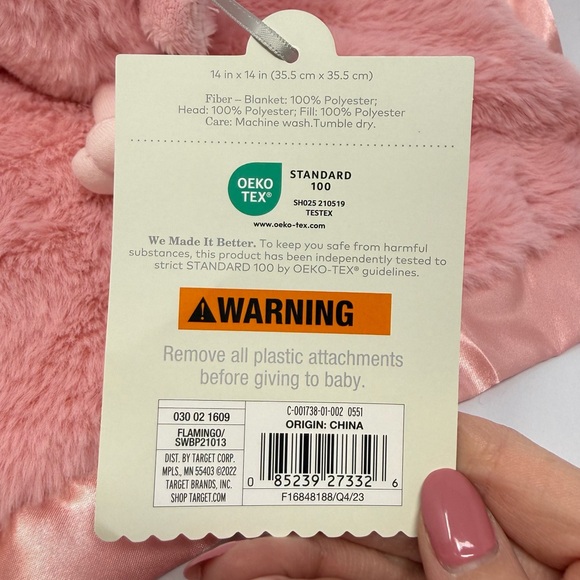 14 in x 14 in (35.5 cm x 35.5 cm)
Fiber – Blanket: 100% Polyester;
Head: 100% Polyester; Fill: 100% Polyester
Care: Machine wash.Tumble dry.
OEKO
TEX®
STANDARD
100
SH025 210519
TESTEX
www.oeko-tex.com
We Made It Better. To keep you safe from harmful
substances, this product has been independently tested to
strict STANDARD 100 by OEKO-TEX® guidelines.
WARNING
Remove all plastic attachments
before giving to baby.
030 02 1609
FLAMINGO/
SWBP21013
DIST. BY TARGET CORP.
MPLS., MN 55403 ©2022
TARGET BRANDS, INC.
SHOP TARGET.COM
C-001738-01-002 0551
ORIGIN: CHINA
0 85239 27332 6
F16848188/Q4/23